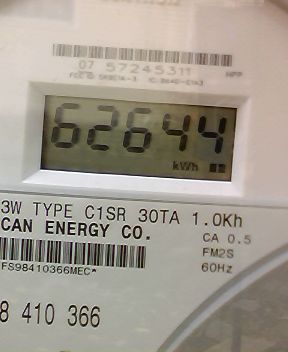 07 57245311 HPP
62644
kWh
3W TYPE C1SR 30TA 1.0Kh
CAN ENERGY CO. CA 0.5
FM2S
FS98410366MEC* 60Hz
8 410 366